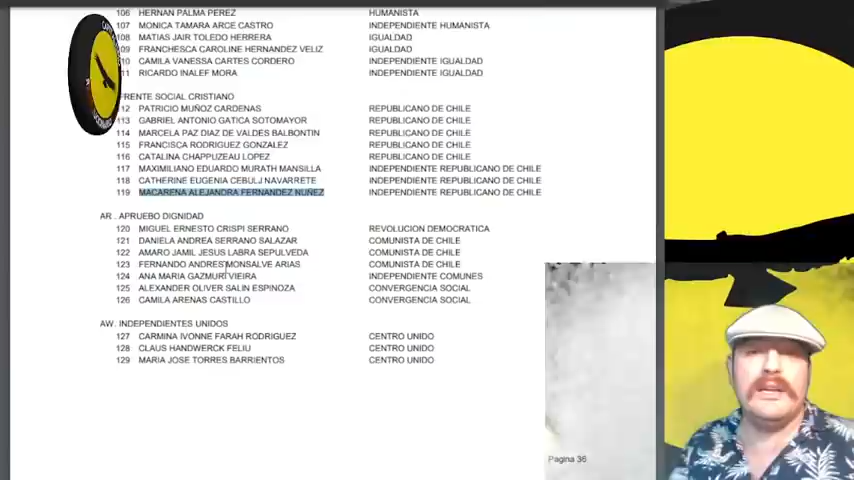 106 HERNAN PALMA PEREZ HUMANISTA
107 MONICA TAMARA ARCE CASTRO INDEPENDIENTE HUMANISTA
108 MATIAS JAIR TOLEDO HERRERA IGUALDAD
109 FRANCHESCA CAROLINE HERNANDEZ VELIZ IGUALDAD
10 CAMILA VANESSA CARTES CORDERO INDEPENDIENTE IGUALDAD
11 RICARDO INALEF MORA INDEPENDIENTE IGUALDAD
FRENTE SOCIAL CRISTIANO
12 PATRICIO MUÑOZ CARDENAS REPUBLICANO DE CHILE
113 GABRIEL ANTONIO GATICA SOTOMAYOR REPUBLICANO DE CHILE
114 MARCELA PAZ DIAZ DE VALDES BALBONTIN REPUBLICANO DE CHILE
115 FRANCISCA RODRIGUEZ GONZALEZ REPUBLICANO DE CHILE
116 CATALINA CHAPPUZEAU LOPEZ REPUBLICANO DE CHILE
117 MAXIMILIANO EDUARDO MURATH MANSILLA INDEPENDIENTE REPUBLICANO DE CHILE
118 CATHERINE EUGENIA CEBULJ NAVARRETE INDEPENDIENTE REPUBLICANO DE CHILE
119 MACARENA ALEJANDRA FERNANDEZ NUÑEZ INDEPENDIENTE REPUBLICANO DE CHILE
AR . APRUEBO DIGNIDAD
120 MIGUEL ERNESTO CRISPI SERRANO REVOLUCION DEMOCRATICA
121 DANIELA ANDREA SERRANO SALAZAR COMUNISTA DE CHILE
122 AMARO JAMIL JESUS LABRA SEPULVEDA COMUNISTA DE CHILE
123 FERNANDO ANDRES MONSALVE ARIAS COMUNISTA DE CHILE
124 ANA MARIA GAZMURI VIEIRA INDEPENDIENTE COMUNES
125 ALEXANDER OLIVER SALIN ESPINOZA CONVERGENCIA SOCIAL
126 CAMILA ARENAS CASTILLO CONVERGENCIA SOCIAL
AW. INDEPENDIENTES UNIDOS
127 CARMINA IVONNE FARAH RODRIGUEZ CENTRO UNIDO
128 CLAUS HANDWERCK FELIU CENTRO UNIDO
129 MARIA JOSE TORRES BARRIENTOS CENTRO UNIDO
Pagina 36